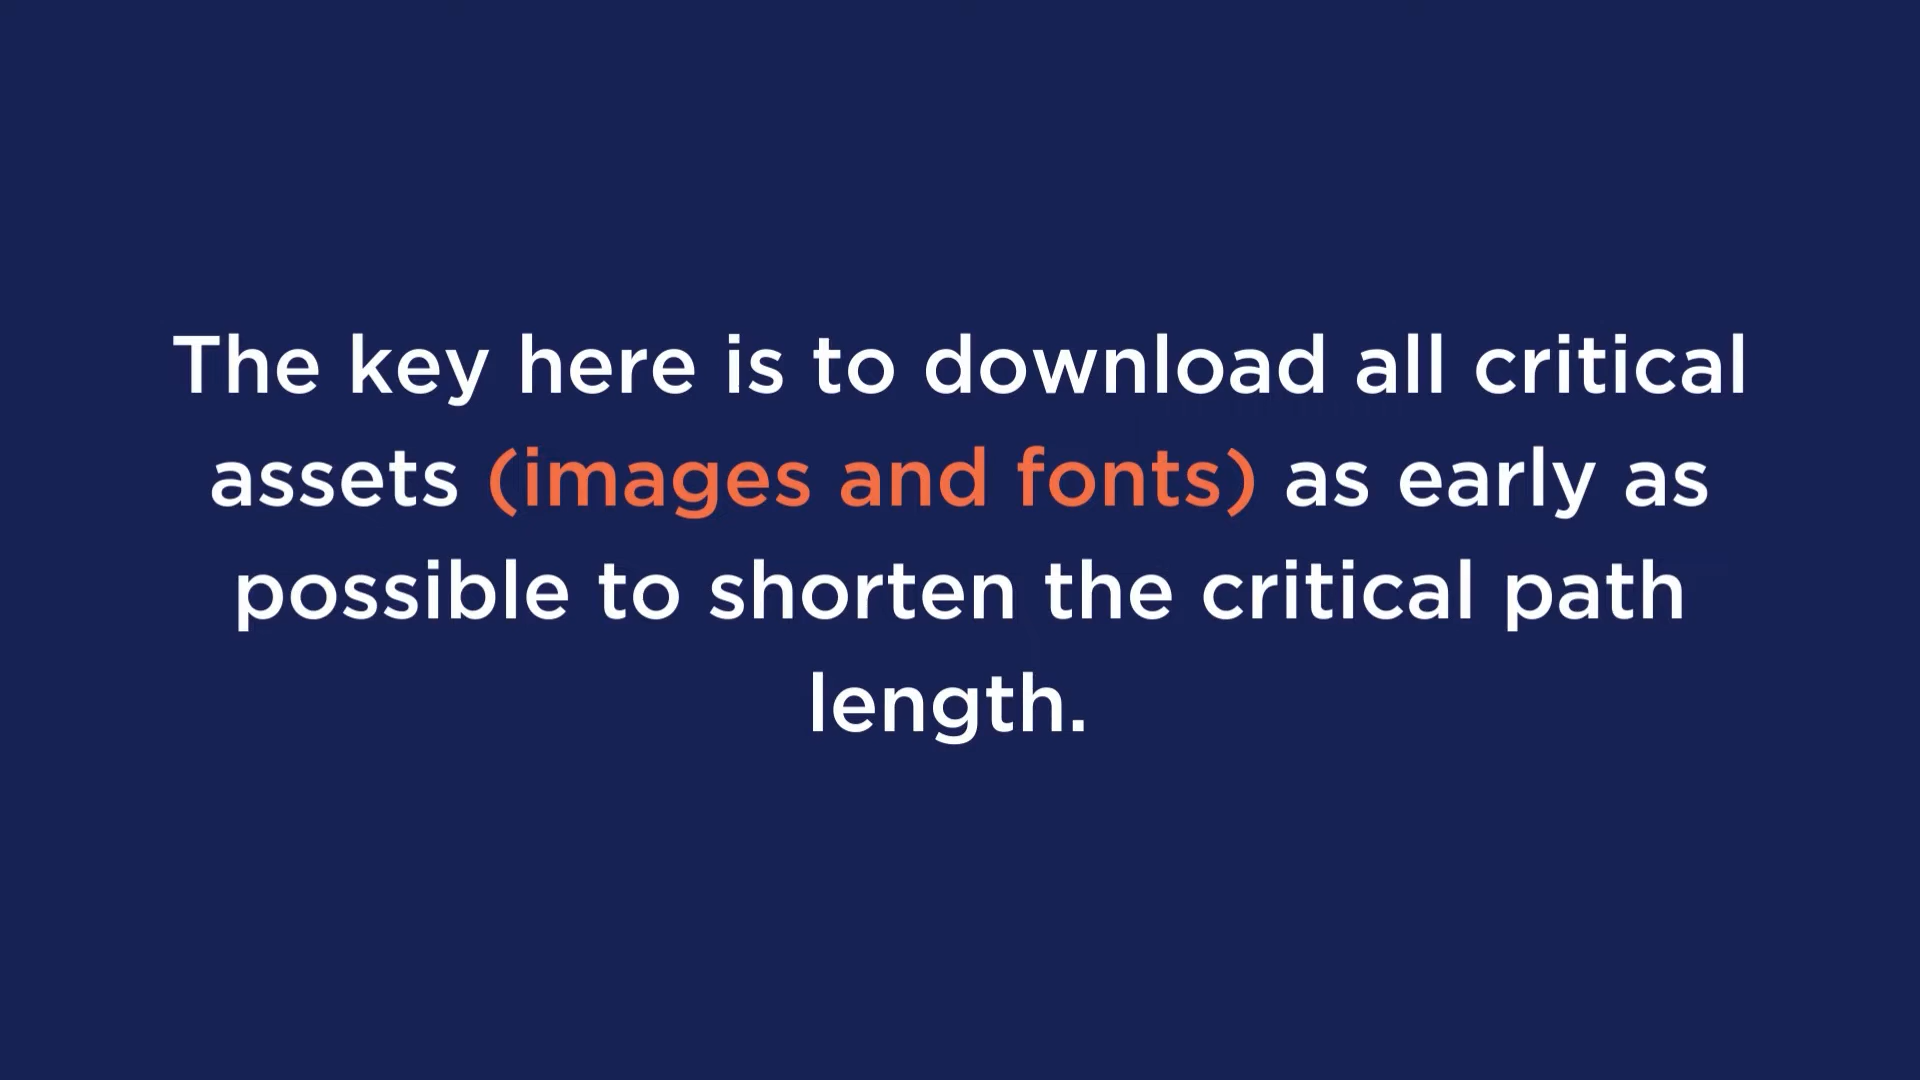 The key here is to download all critical
assets (images and fonts) as early as
possible to shorten the critical path
length.